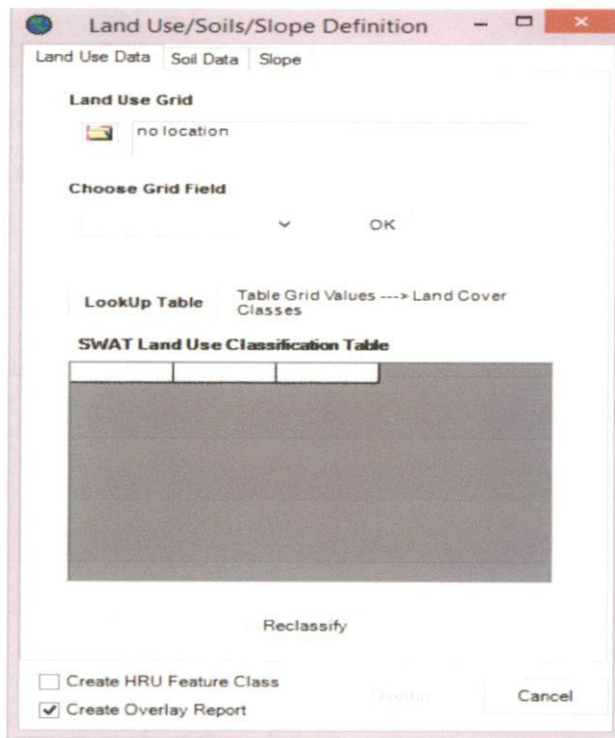 Land Use/Soils/Slope Definition
Land Use Data Soil Data Slope
Land Use Grid
no location
Choose Grid Field
OK
LookUp Table
Table Grid Values ---> Land Cover
Classes
SWAT Land Use Classification Table
Reclassify
Create HRU Feature Class
Create Overlay Report
Overlay
Cancel